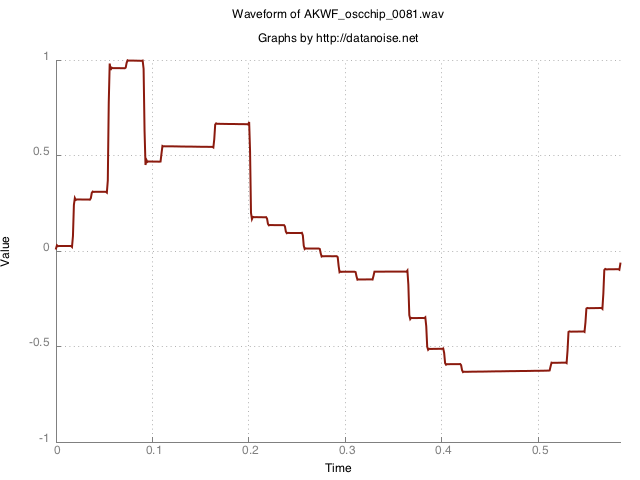 Waveform of AKWF_oscchip_0081.wav
Graphs by http://datanoise.net
1
0.5
0
-0.5
-1
Value
0 0.1 0.2 0.3 0.4 0.5
Time